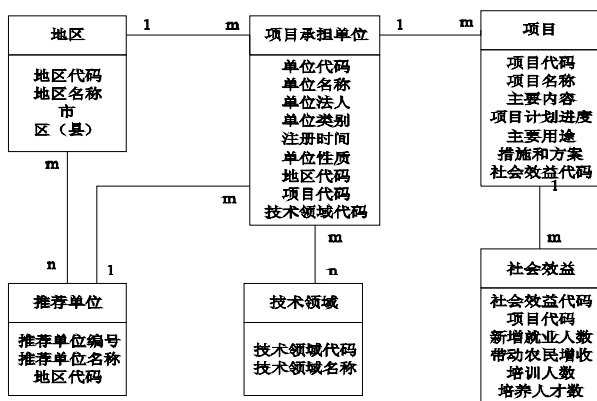 地区
地区代码
地区名称
市
区（县）
1
m
项目承担单位
单位代码
单位名称
单位法人
单位类别
注册时间
单位性质
地区代码
项目代码
技术领域代码
1
m
项目
项目代码
项目名称
主要内容
项目计划进度
主要用途
措施和方案
社会效益代码
m
n
m
1
m
n
1
m
推荐单位
推荐单位编号
推荐单位名称
地区代码
技术领域
技术领域代码
技术领域名称
社会效益
社会效益代码
项目代码
新增就业人数
带动农民增收
培训人数
培养人才数